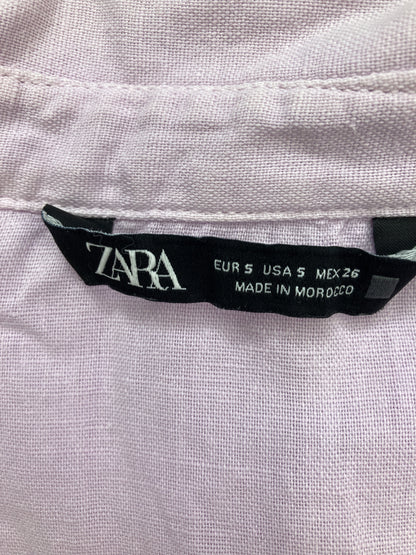 ZARA
EUR S USA S MEX 26
MADE IN MOROCCO